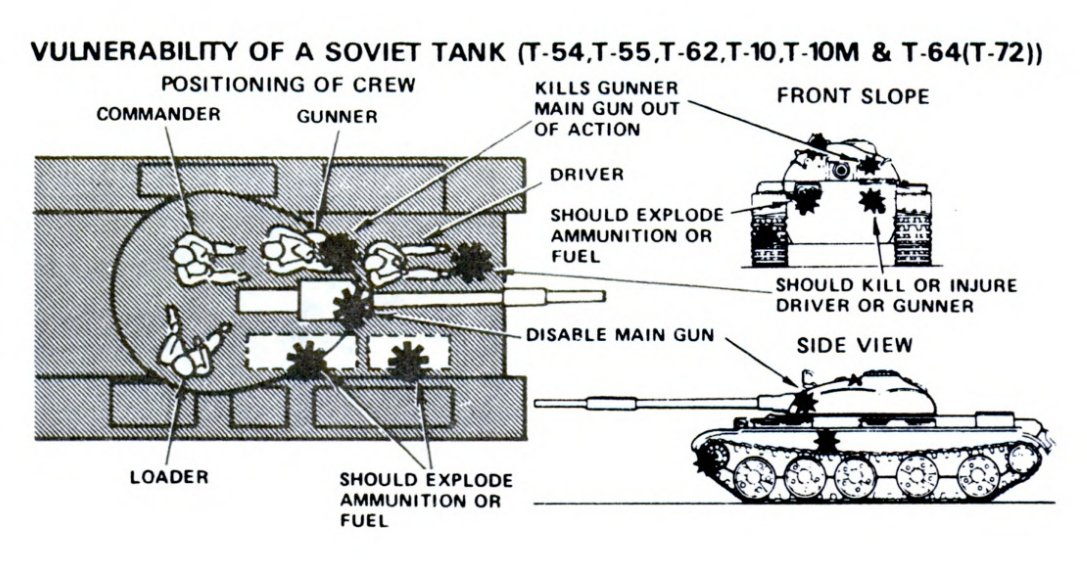 VULNERABILITY OF A SOVIET TANK (T-54,T-55,T-62,T-10,T-10M & T-64(T-72))
POSITIONING OF CREW
COMMANDER
GUNNER
KILLS GUNNER
MAIN GUN OUT
OF ACTION
FRONT SLOPE
DRIVER
SHOULD EXPLODE
AMMUNITION OR
FUEL
SHOULD KILL OR INJURE
DRIVER OR GUNNER
DISABLE MAIN GUN
SIDE VIEW
LOADER
SHOULD EXPLODE
AMMUNITION OR
FUEL